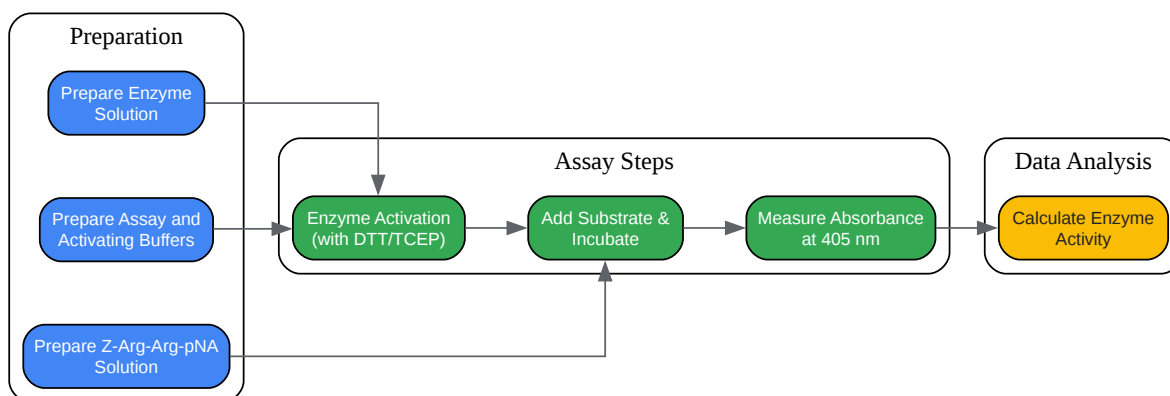 Preparation
Prepare Enzyme
Solution
Prepare Assay and
Activating Buffers
Prepare Z-Arg-Arg-pNA
Solution
Assay Steps
Enzyme Activation
(with DTT/TCEP)
Add Substrate &
Incubate
Measure Absorbance
at 405 nm
Data Analysis
Calculate Enzyme
Activity